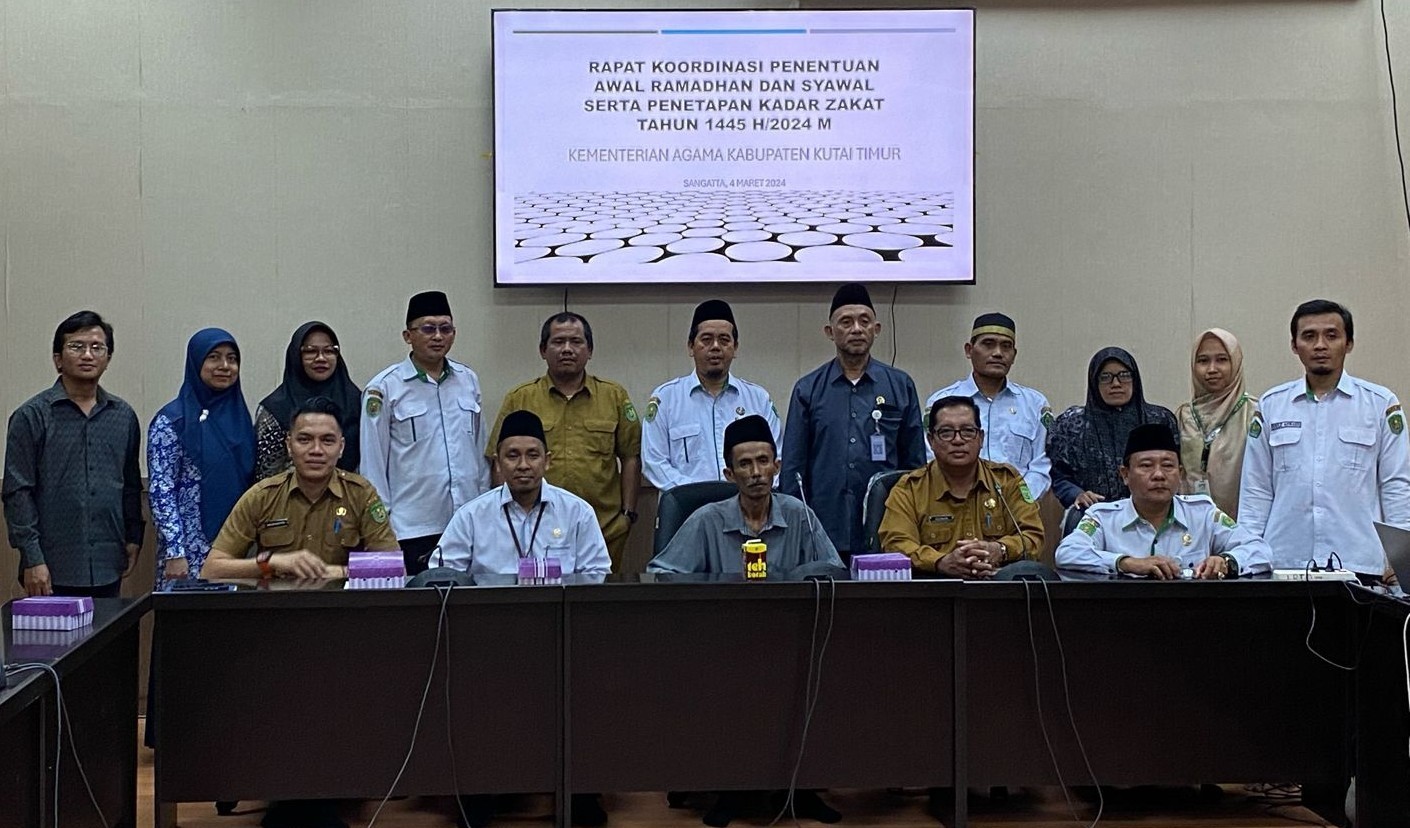 RAPAT KOORDINASI PENENTUAN
AWAL RAMADHAN DAN SYAWAL
SERTA PENETAPAN KADAR ZAKAT
TAHUN 1445 H/2024 M
KEMENTERIAN AGAMA KABUPATEN KUTAI TIMUR
SANGATTA, 4 MARET 2024
teh
kotak